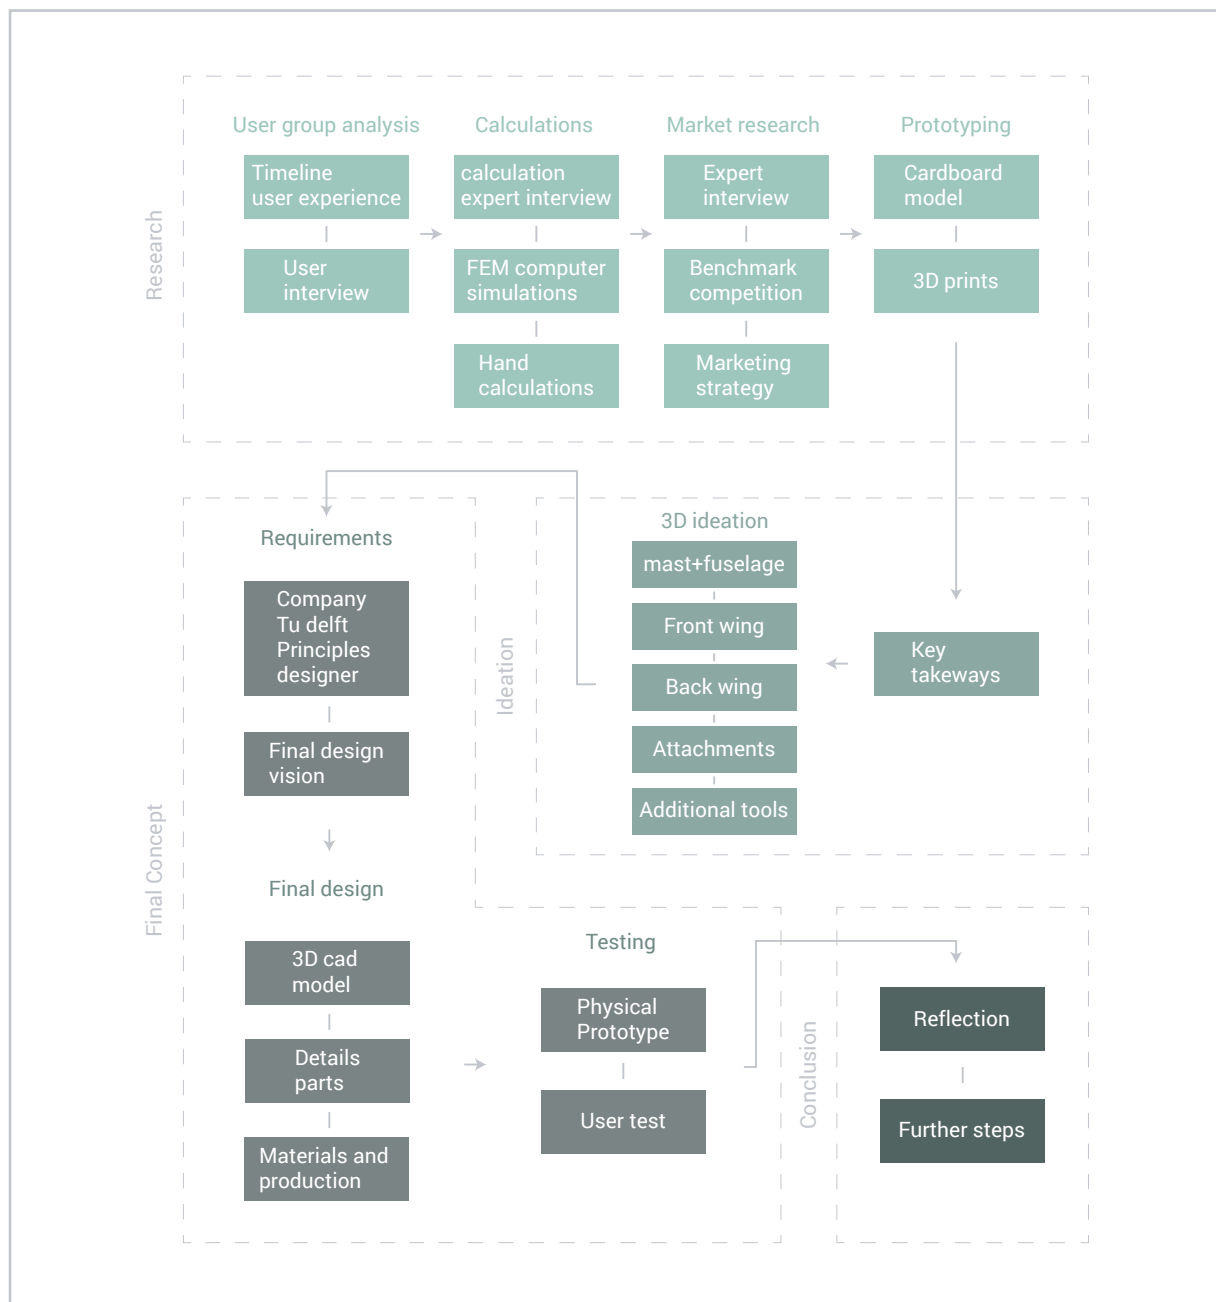 Research
User group analysis
Timeline
user experience
User
interview
Calculations
calculation
expert interview
FEM computer
simulations
Hand
calculations
Market research
Expert
interview
Benchmark
competition
Marketing
strategy
Prototyping
Cardboard
model
3D prints
Ideation
Key
takeways
3D ideation
mast+fuselage
Front wing
Back wing
Attachments
Additional tools
Final Concept
Requirements
Company
Tu delft
Principles
designer
Final design
vision
Final design
3D cad
model
Details
parts
Materials and
production
Testing
Physical
Prototype
User test
Conclusion
Reflection
Further steps